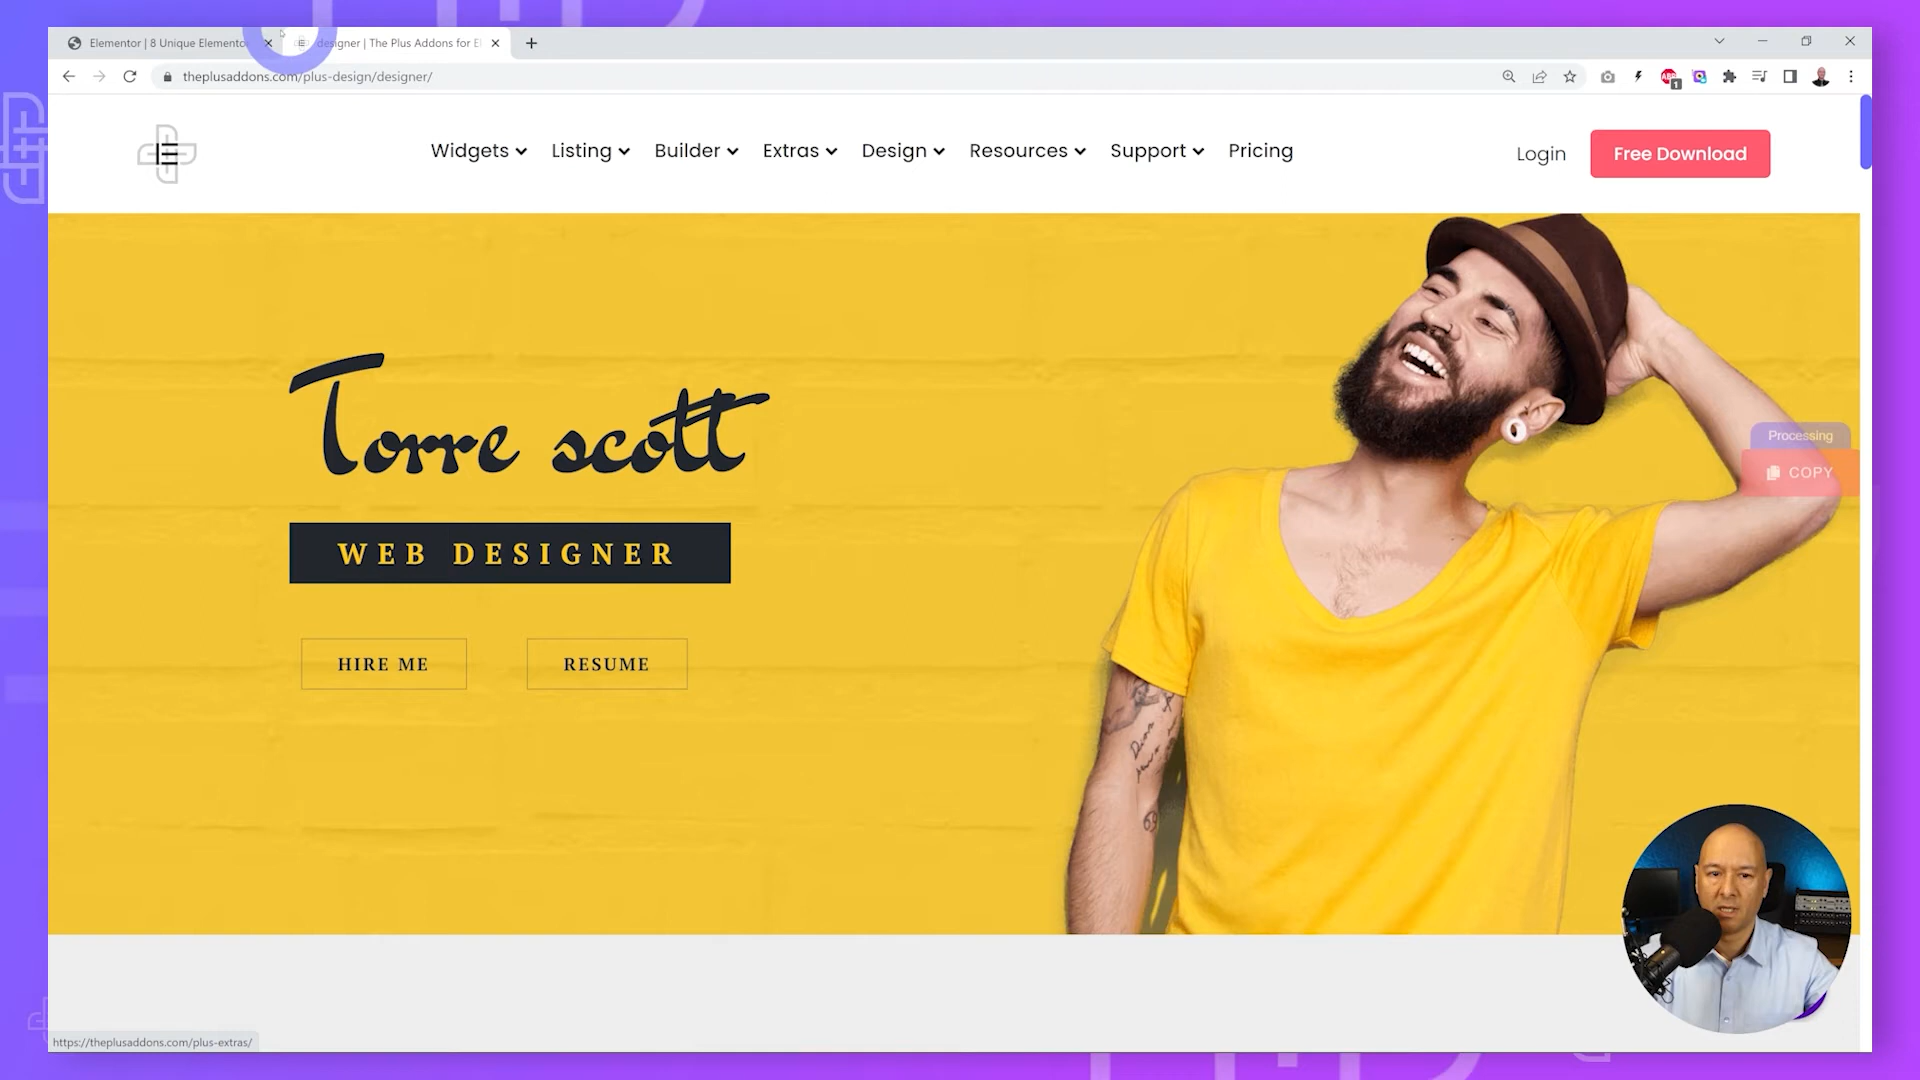 Elementor | 8 Unique Elemento
designer | The Plus Addons for El
theplusaddons.com/plus-design/designer/
Widgets
Listing
Builder
Extras
Design
Resources
Support
Pricing
Login
Free Download
Torre scott
WEB DESIGNER
HIRE ME
RESUME
Processing
COPY
https://theplusaddons.com/plus-extras/